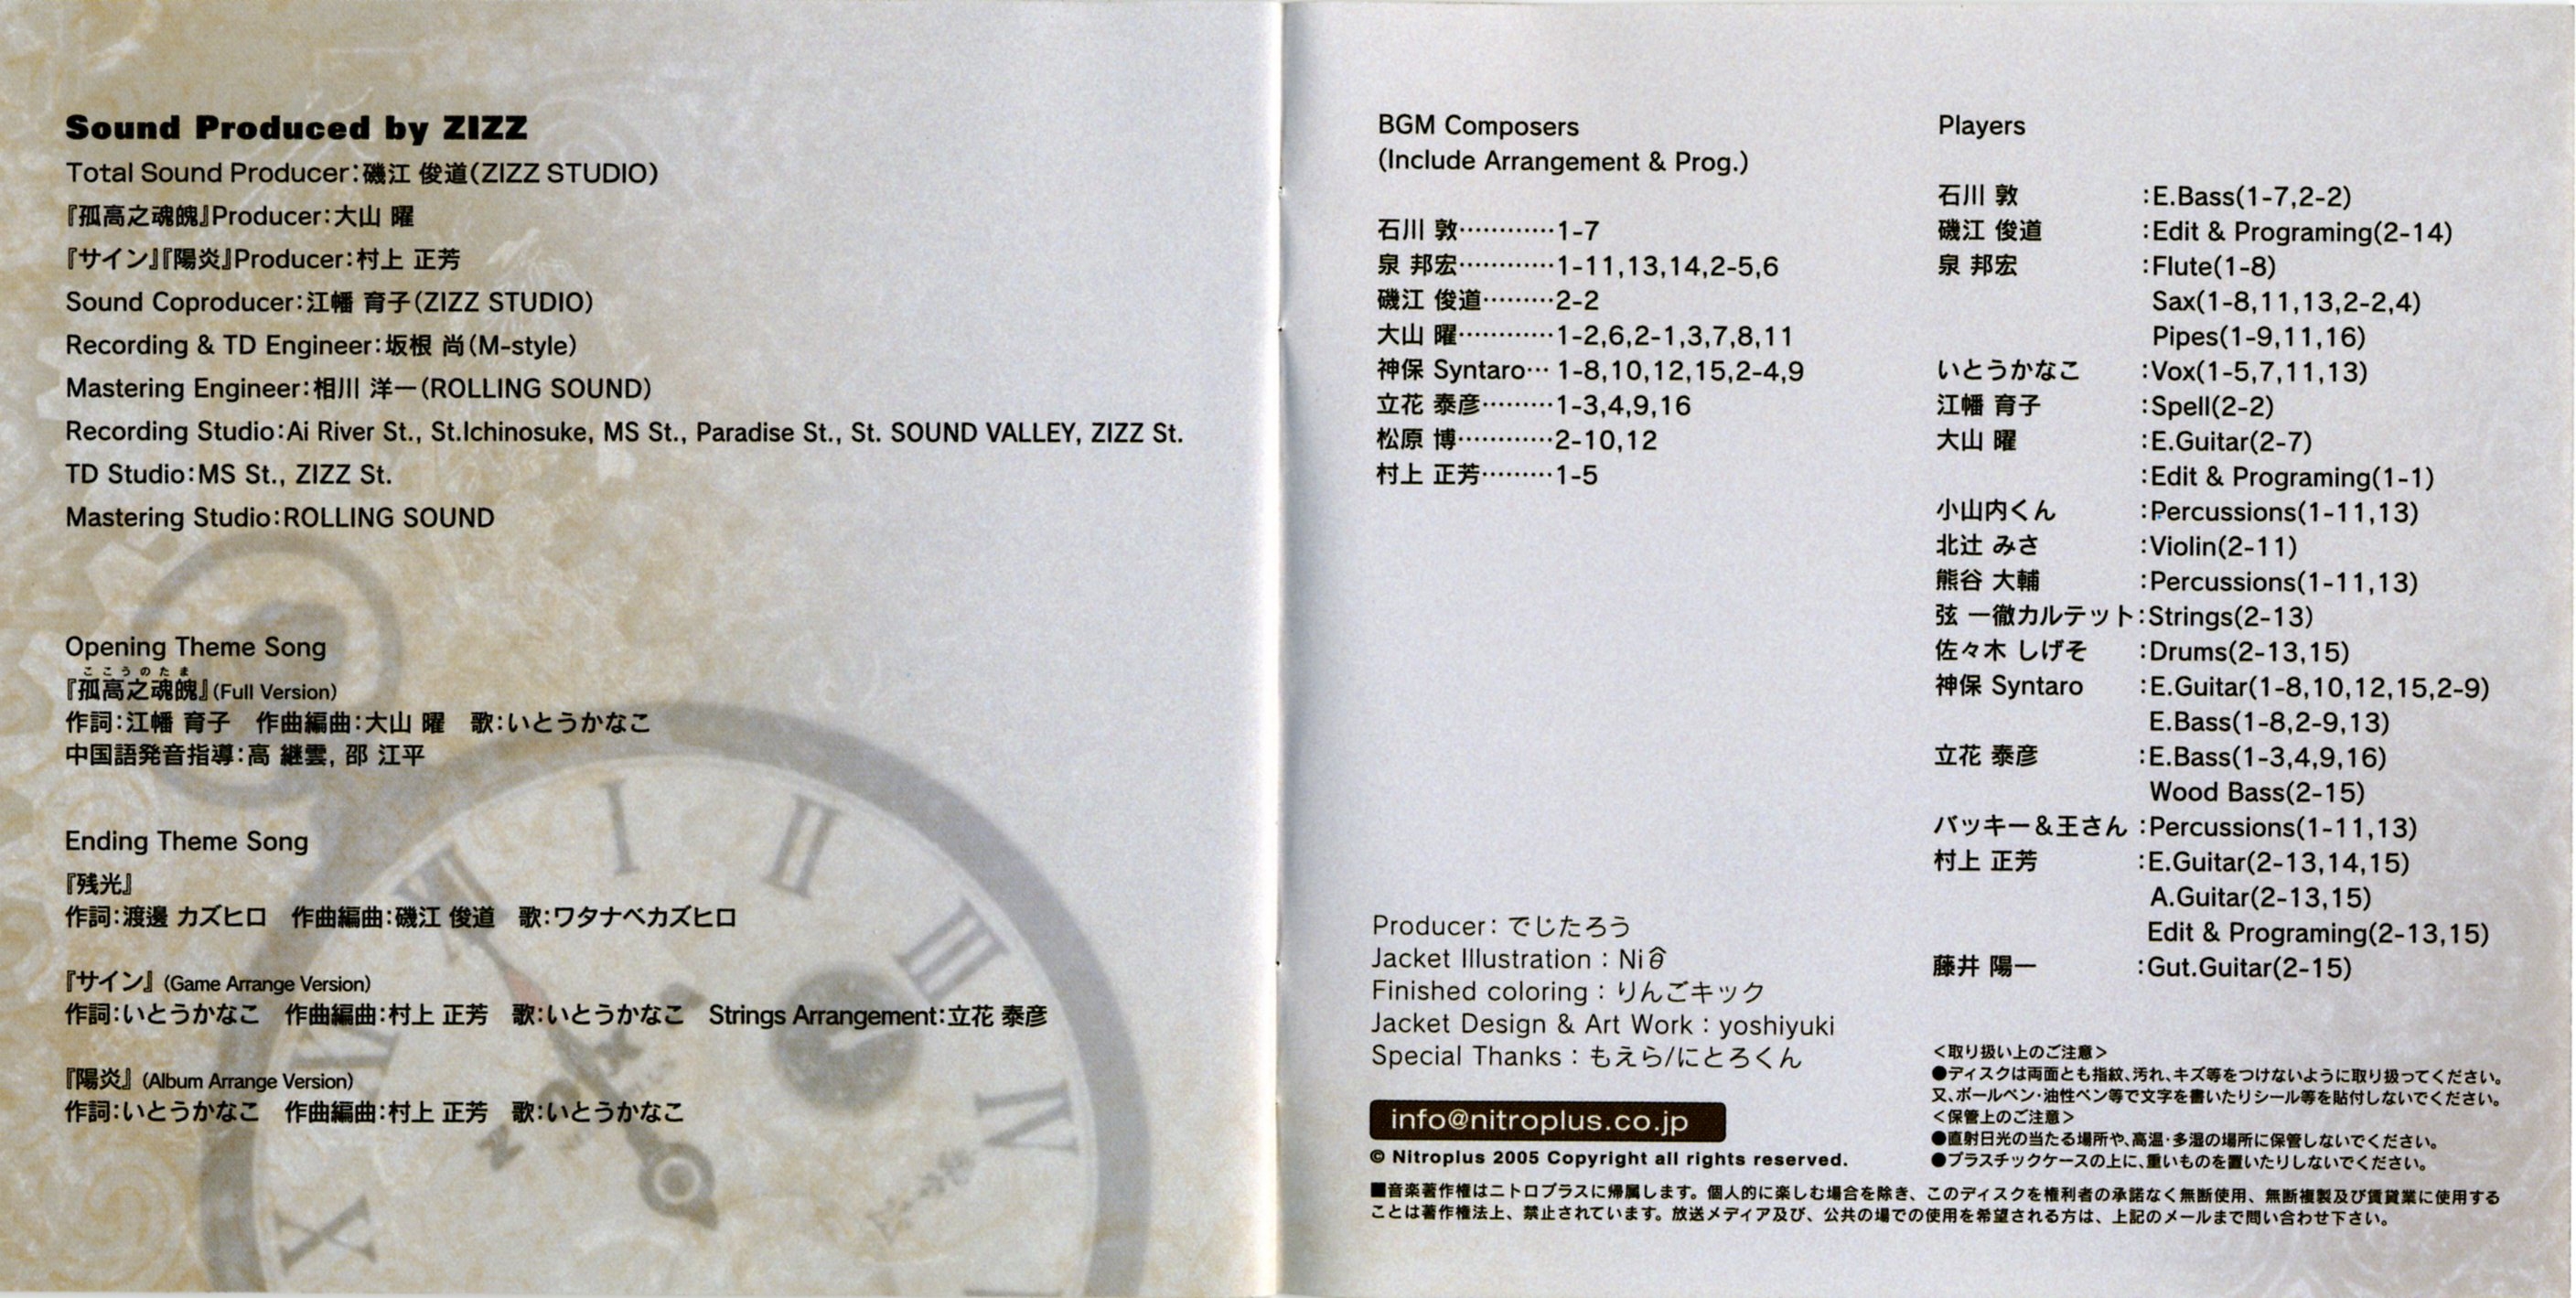 Sound Produced by ZIZZ
Total Sound Producer:磯江 俊道(ZIZZ STUDIO)
『孤高之魂魄』Producer:大山 曜
『サイン』『陽炎』Producer:村上 正芳
Sound Coproducer:江幡 育子(ZIZZ STUDIO)
Recording & TD Engineer:坂根 尚(M-style)
Mastering Engineer:相川 洋一(ROLLING SOUND)
Recording Studio:Ai River St., St.Ichinosuke, MS St., Paradise St., St. SOUND VALLEY, ZIZZ St.
TD Studio:MS St., ZIZZ St.
Mastering Studio:ROLLING SOUND
Opening Theme Song
ここうのたま
『孤高之魂魄』(Full Version)
作詞:江幡 育子 作曲編曲:大山 曜 歌:いとうかなこ
中国語発音指導:高 継雲, 邵 江平
Ending Theme Song
『残光』
作詞:渡邊 カズヒロ 作曲編曲:磯江 俊道 歌:ワタナベカズヒロ
『サイン』(Game Arrange Version)
作詞:いとうかなこ 作曲編曲:村上 正芳 歌:いとうかなこ Strings Arrangement:立花 泰彦
『陽炎』(Album Arrange Version)
作詞:いとうかなこ 作曲編曲:村上 正芳 歌:いとうかなこ
I
II
III
IV
X
XI
XII
BGM Composers
(Include Arrangement & Prog.)
石川 敦…………1-7
泉 邦宏…………1-11,13,14,2-5,6
磯江 俊道………2-2
大山 曜…………1-2,6,2-1,3,7,8,11
神保 Syntaro… 1-8,10,12,15,2-4,9
立花 泰彦………1-3,4,9,16
松原 博…………2-10,12
村上 正芳………1-5
Producer: でじたろう
Jacket Illustration : Niθ
Finished coloring : りんごキック
Jacket Design & Art Work : yoshiyuki
Special Thanks : もえら/にとろくん
info@nitroplus.co.jp
© Nitroplus 2005 Copyright all rights reserved.
Players
石川 敦 :E.Bass(1-7,2-2)
磯江 俊道 :Edit & Programing(2-14)
泉 邦宏 :Flute(1-8)
Sax(1-8,11,13,2-2,4)
Pipes(1-9,11,16)
いとうかなこ :Vox(1-5,7,11,13)
江幡 育子 :Spell(2-2)
大山 曜 :E.Guitar(2-7)
:Edit & Programing(1-1)
小山内くん :Percussions(1-11,13)
北辻 みさ :Violin(2-11)
熊谷 大輔 :Percussions(1-11,13)
弦 一徹カルテット:Strings(2-13)
佐々木 しげそ :Drums(2-13,15)
神保 Syntaro :E.Guitar(1-8,10,12,15,2-9)
E.Bass(1-8,2-9,13)
立花 泰彦 :E.Bass(1-3,4,9,16)
Wood Bass(2-15)
バッキー&王さん :Percussions(1-11,13)
村上 正芳 :E.Guitar(2-13,14,15)
A.Guitar(2-13,15)
Edit & Programing(2-13,15)
藤井 陽一 :Gut.Guitar(2-15)
<取り扱い上のご注意>
●ディスクは両面とも指紋、汚れ、キズ等をつけないように取り扱ってください。
又、ボールペン・油性ペン等で文字を書いたりシール等を貼付しないでください。
<保管上のご注意>
●直射日光の当たる場所や、高温・多湿の場所に保管しないでください。
●プラスチックケースの上に、重いものを置いたりしないでください。
■音楽著作権はニトロプラスに帰属します。個人的に楽しむ場合を除き、このディスクを権利者の承諾なく無断使用、無断複製及び賃貸業に使用する
ことは著作権法上、禁止されています。放送メディア及び、公共の場での使用を希望される方は、上記のメールまで問い合わせ下さい。